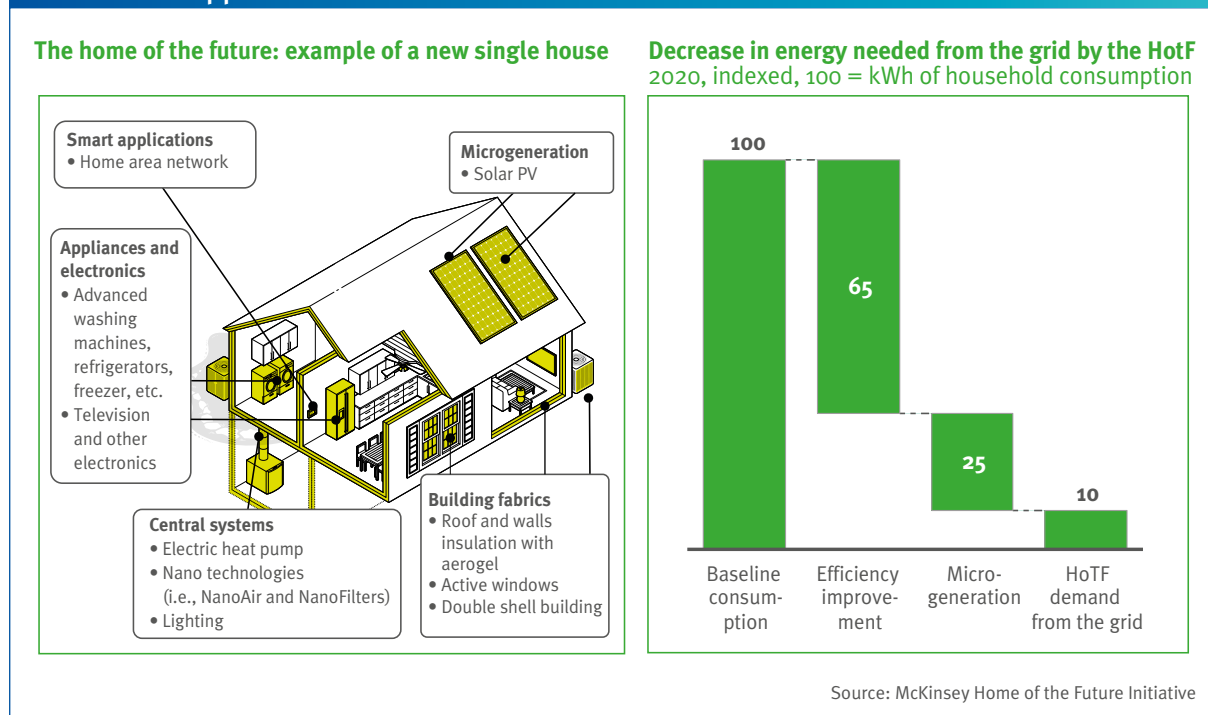 The home of the future: example of a new single house
Smart applications
• Home area network
Microgeneration
• Solar PV
Appliances and
electronics
• Advanced
washing
machines,
refrigerators,
freezer, etc.
• Television
and other
electronics
Central systems
• Electric heat pump
• Nano technologies
(i.e., NanoAir and NanoFilters)
• Lighting
Building fabrics
• Roof and walls
insulation with
aerogel
• Active windows
• Double shell building
Decrease in energy needed from the grid by the HotF
2020, indexed, 100 = kWh of household consumption
100
65
25
10
Baseline
consum-
ption
Efficiency
improve-
ment
Micro-
generation
HoTF
demand
from the grid
Source: McKinsey Home of the Future Initiative